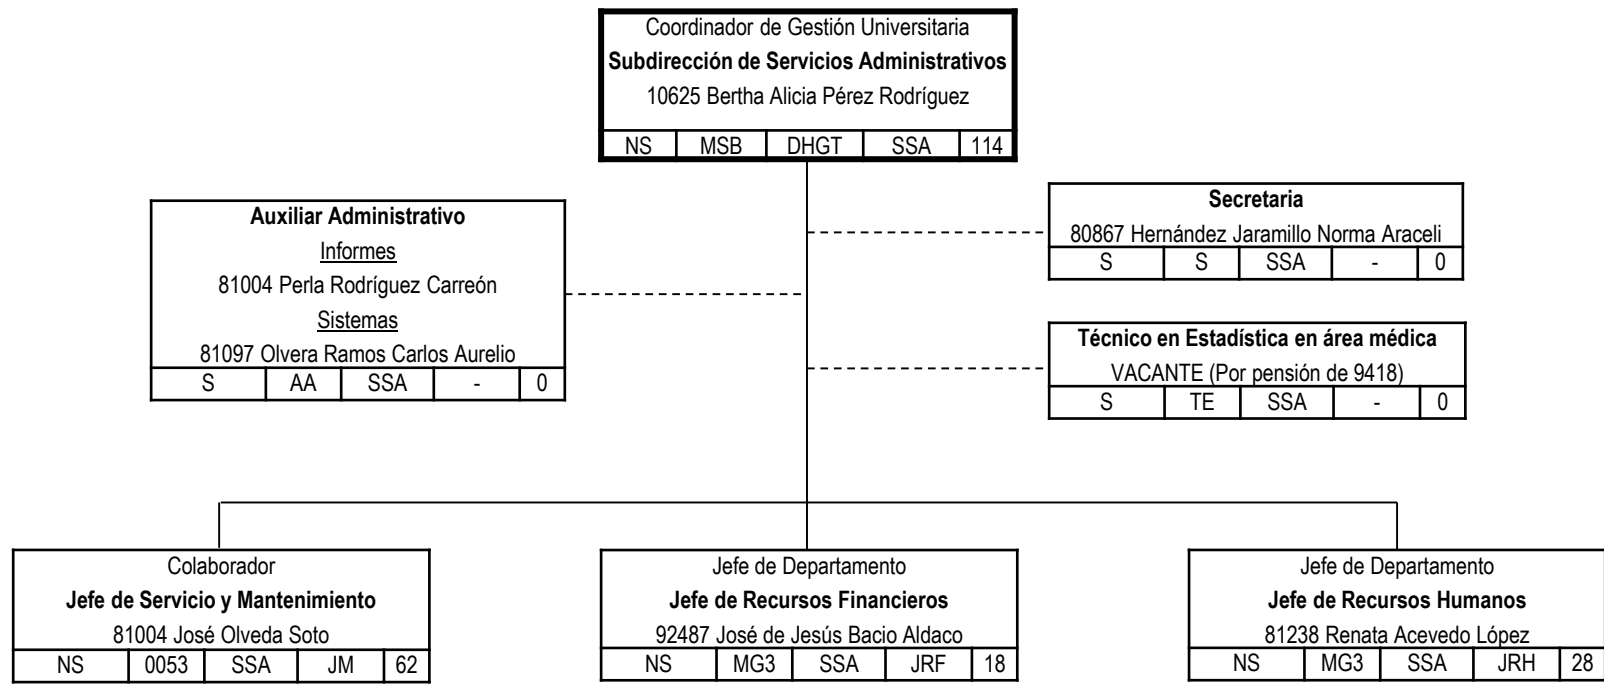 Coordinador de Gestión Universitaria
Subdirección de Servicios Administrativos
10625 Bertha Alicia Pérez Rodríguez
NS MSB DHGT SSA 114
Auxiliar Administrativo
Informes
81004 Perla Rodríguez Carreón
Sistemas
81097 Olvera Ramos Carlos Aurelio
S AA SSA - 0
Secretaria
80867 Hernández Jaramillo Norma Araceli
S S SSA - 0
Técnico en Estadística en área médica
VACANTE (Por pensión de 9418)
S TE SSA - 0
Colaborador
Jefe de Servicio y Mantenimiento
81004 José Olveda Soto
NS 0053 SSA JM 62
Jefe de Departamento
Jefe de Recursos Financieros
92487 José de Jesús Bacio Aldaco
NS MG3 SSA JRF 18
Jefe de Departamento
Jefe de Recursos Humanos
81238 Renata Acevedo López
NS MG3 SSA JRH 28